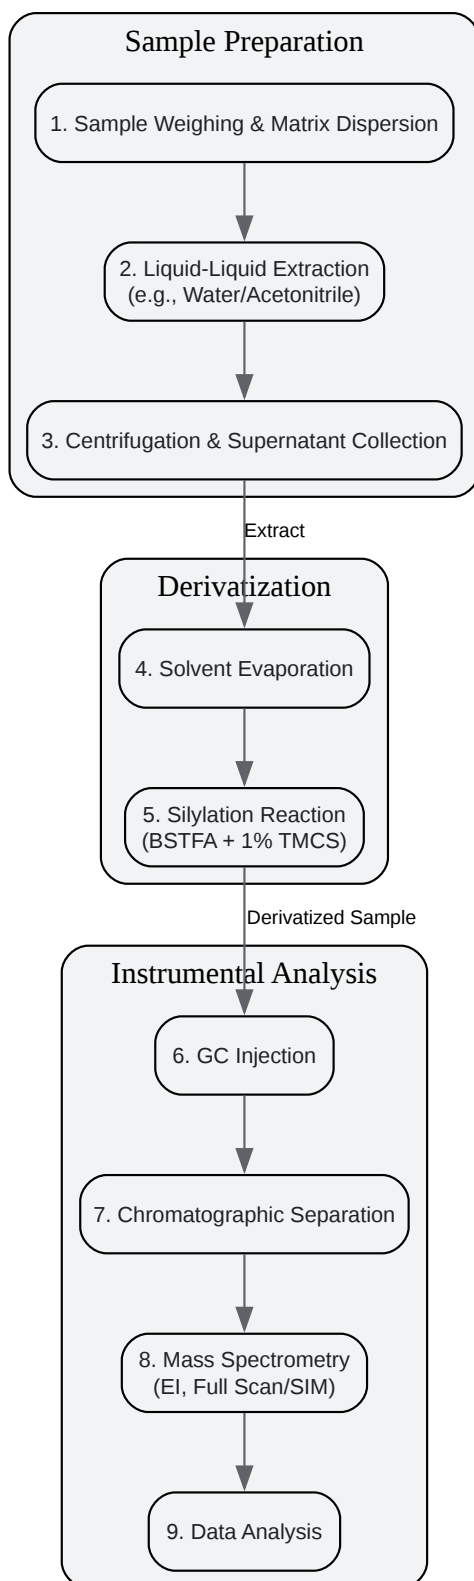 Sample Preparation
1. Sample Weighing & Matrix Dispersion
2. Liquid-Liquid Extraction
(e.g., Water/Acetonitrile)
3. Centrifugation & Supernatant Collection
Extract
Derivatization
4. Solvent Evaporation
5. Silylation Reaction
(BSTFA + 1% TMCS)
Derivatized Sample
Instrumental Analysis
6. GC Injection
7. Chromatographic Separation
8. Mass Spectrometry
(EI, Full Scan/SIM)
9. Data Analysis